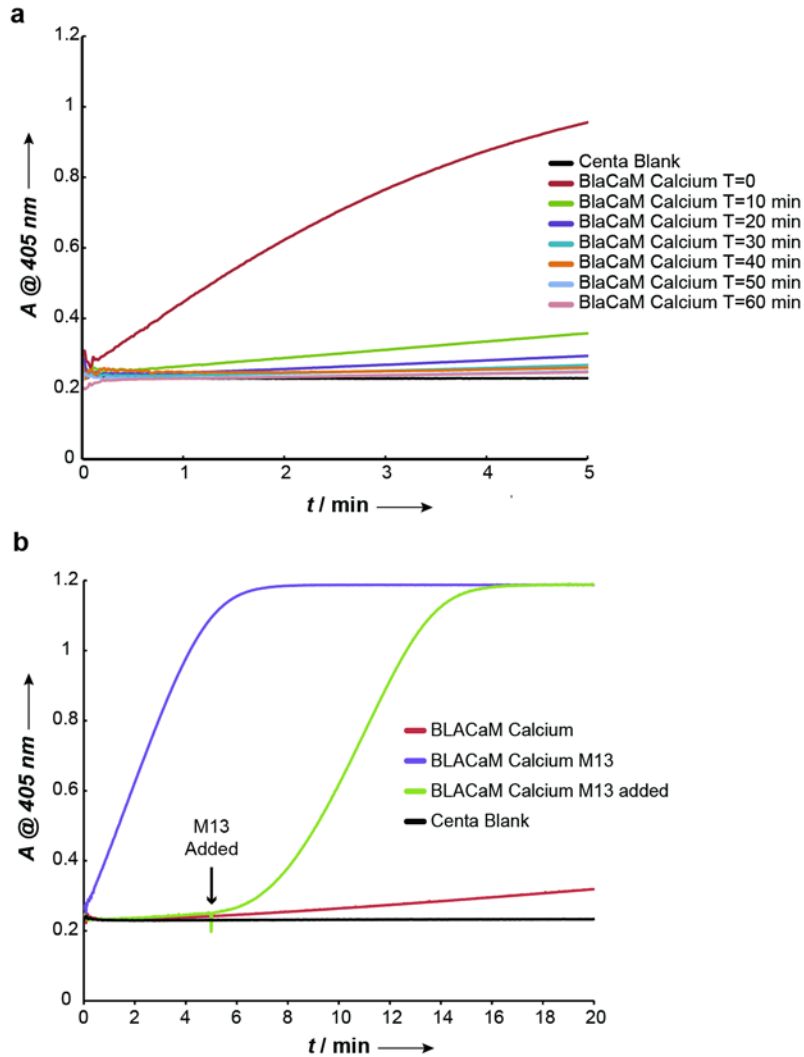 a
1.2
1
0.8
0.6
0.4
0.2
0
A @ 405 nm
0 1 2 3 4 5
t / min
Centa Blank
BlaCaM Calcium T=0
BlaCaM Calcium T=10 min
BlaCaM Calcium T=20 min
BlaCaM Calcium T=30 min
BlaCaM Calcium T=40 min
BlaCaM Calcium T=50 min
BlaCaM Calcium T=60 min
b
1.2
1
0.8
0.6
0.4
0.2
0
A @ 405 nm
M13
Added
BLACaM Calcium
BLACaM Calcium M13
BLACaM Calcium M13 added
Centa Blank
0 2 4 6 8 10 12 14 16 18 20
t / min